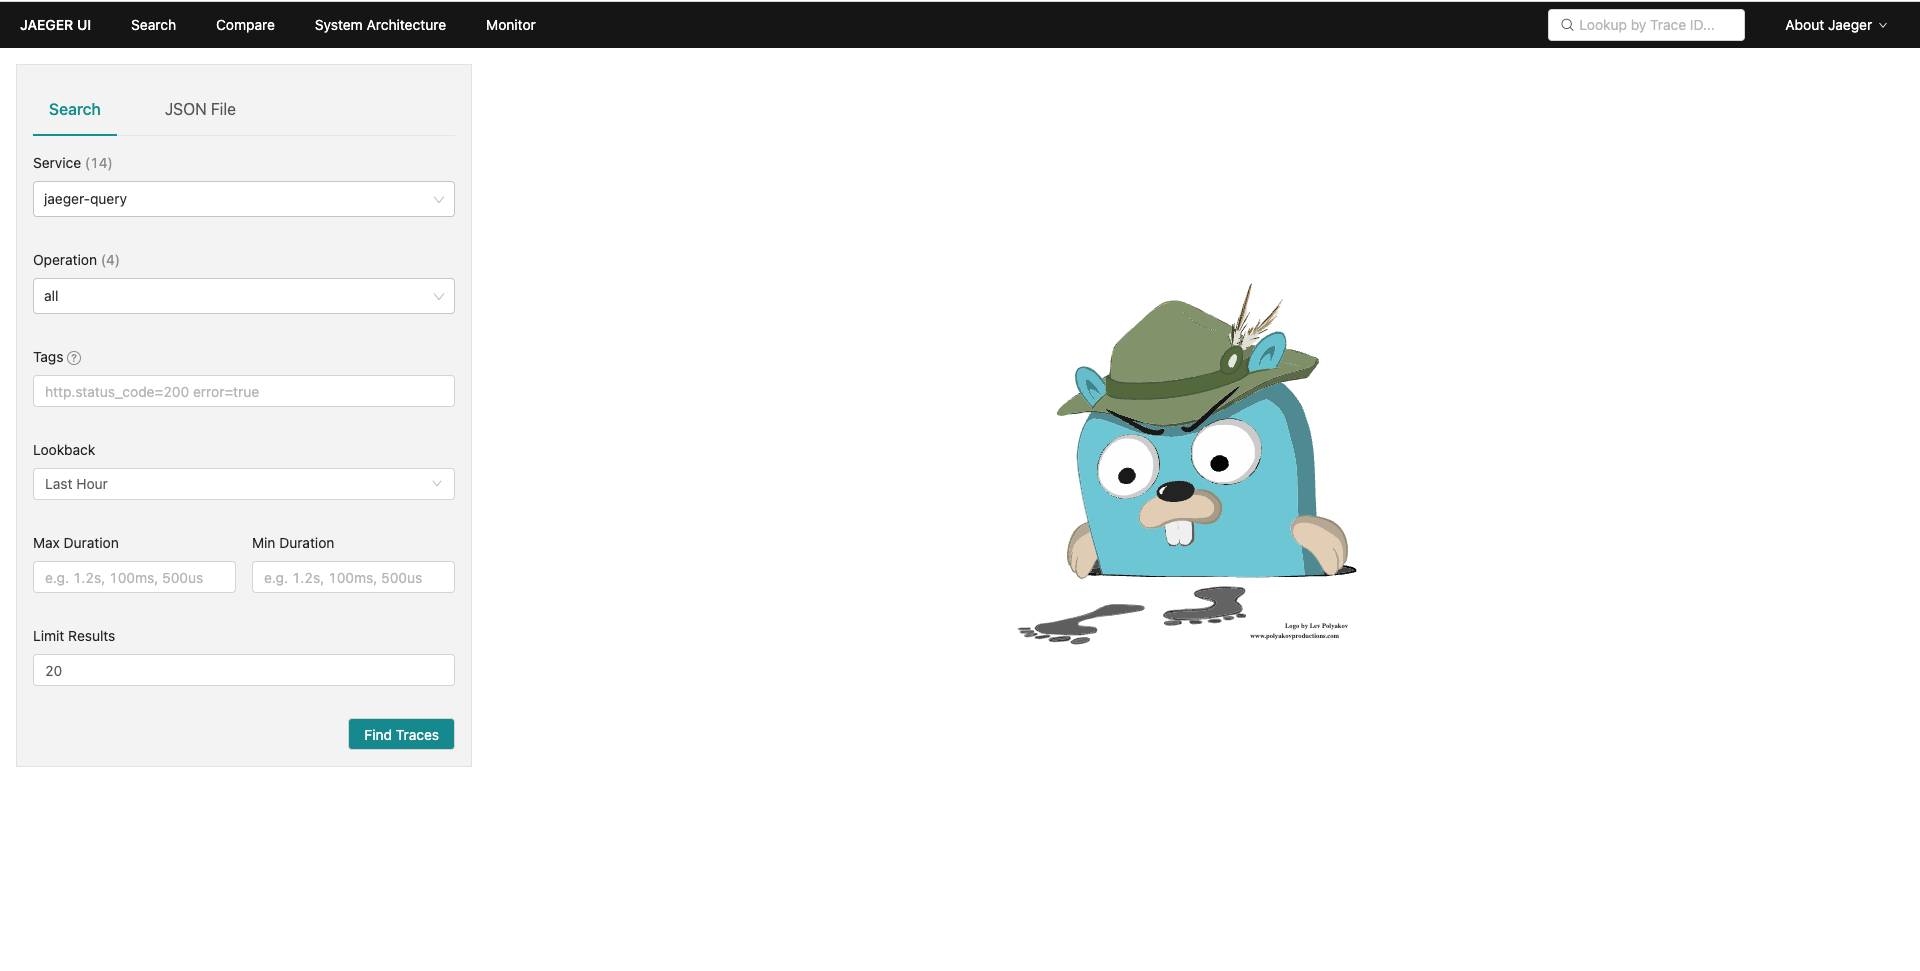 JAEGER UI Search Compare System Architecture Monitor Lookup by Trace ID... About Jaeger
Search JSON File
Service (14)
jaeger-query
Operation (4)
all
Tags ?
http.status_code=200 error=true
Lookback
Last Hour
Max Duration Min Duration
e.g. 1.2s, 100ms, 500us e.g. 1.2s, 100ms, 500us
Limit Results
20
Find Traces
Logo by Lev Polyakov
www.polyakovproductions.com